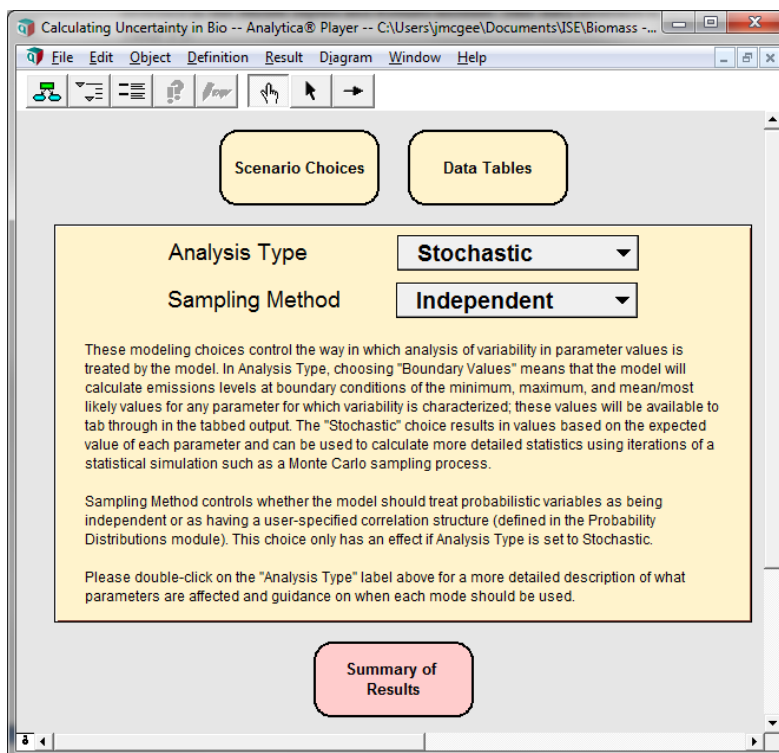 Calculating Uncertainty in Bio -- Analytica® Player -- C:\Users\jmcgee\Documents\ISE\Biomass -...
File Edit Object Definition Result Diagram Window Help
Scenario Choices Data Tables
Analysis Type Stochastic
Sampling Method Independent
These modeling choices control the way in which analysis of variability in parameter values is
treated by the model. In Analysis Type, choosing "Boundary Values" means that the model will
calculate emissions levels at boundary conditions of the minimum, maximum, and mean/most
likely values for any parameter for which variability is characterized; these values will be available to
tab through in the tabbed output. The "Stochastic" choice results in values based on the expected
value of each parameter and can be used to calculate more detailed statistics using iterations of a
statistical simulation such as a Monte Carlo sampling process.
Sampling Method controls whether the model should treat probabilistic variables as being
independent or as having a user-specified correlation structure (defined in the Probability
Distributions module). This choice only has an effect if Analysis Type is set to Stochastic.
Please double-click on the "Analysis Type" label above for a more detailed description of what
parameters are affected and guidance on when each mode should be used.
Summary of
Results